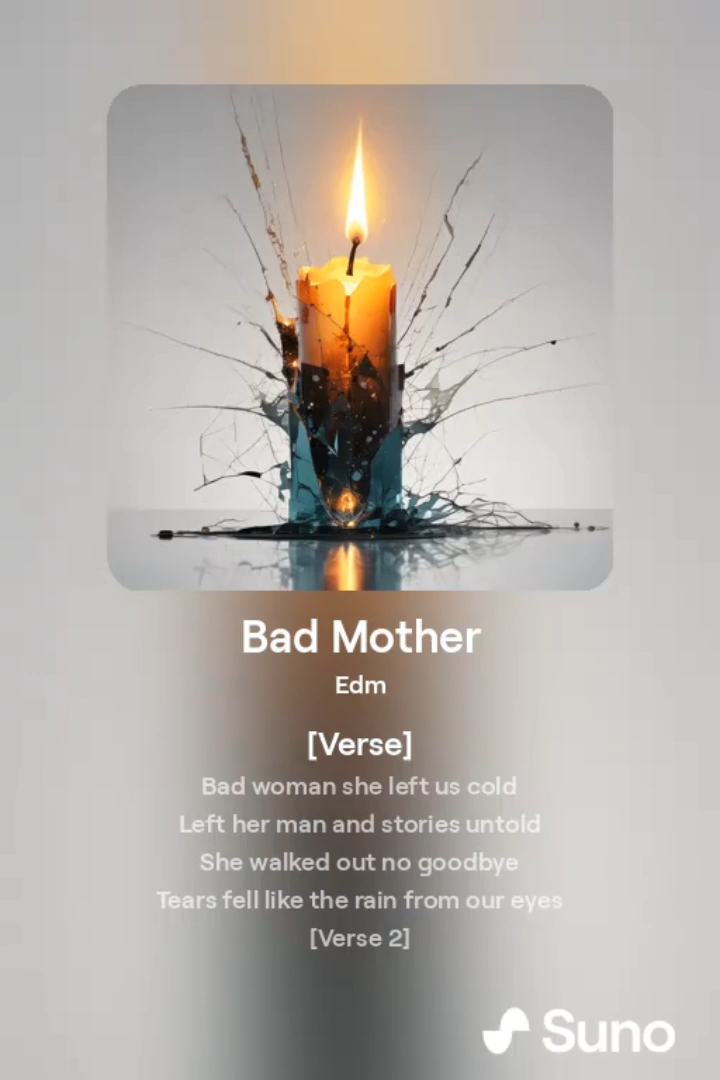 Bad Mother
Edm
[Verse]
Bad woman she left us cold
Left her man and stories untold
She walked out no goodbye
Tears fell like the rain from our eyes
[Verse 2]
Suno